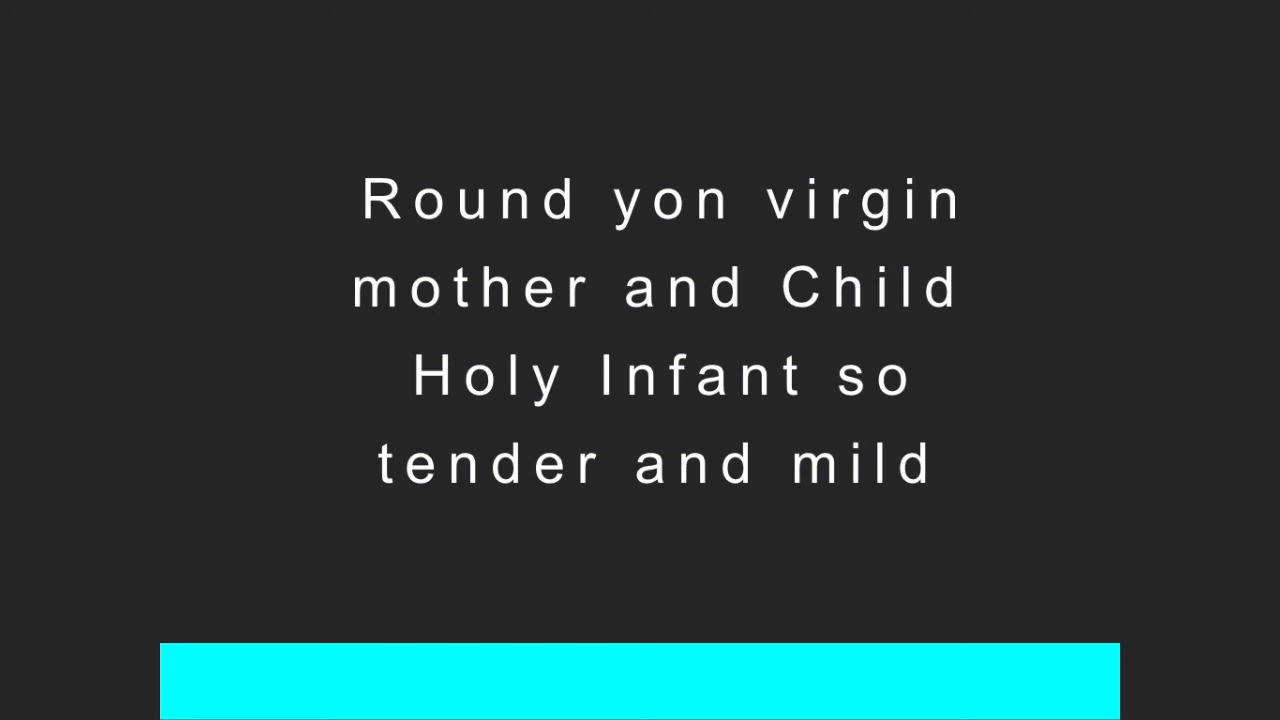 Round yon virgin
mother and Child
Holy Infant so
tender and mild